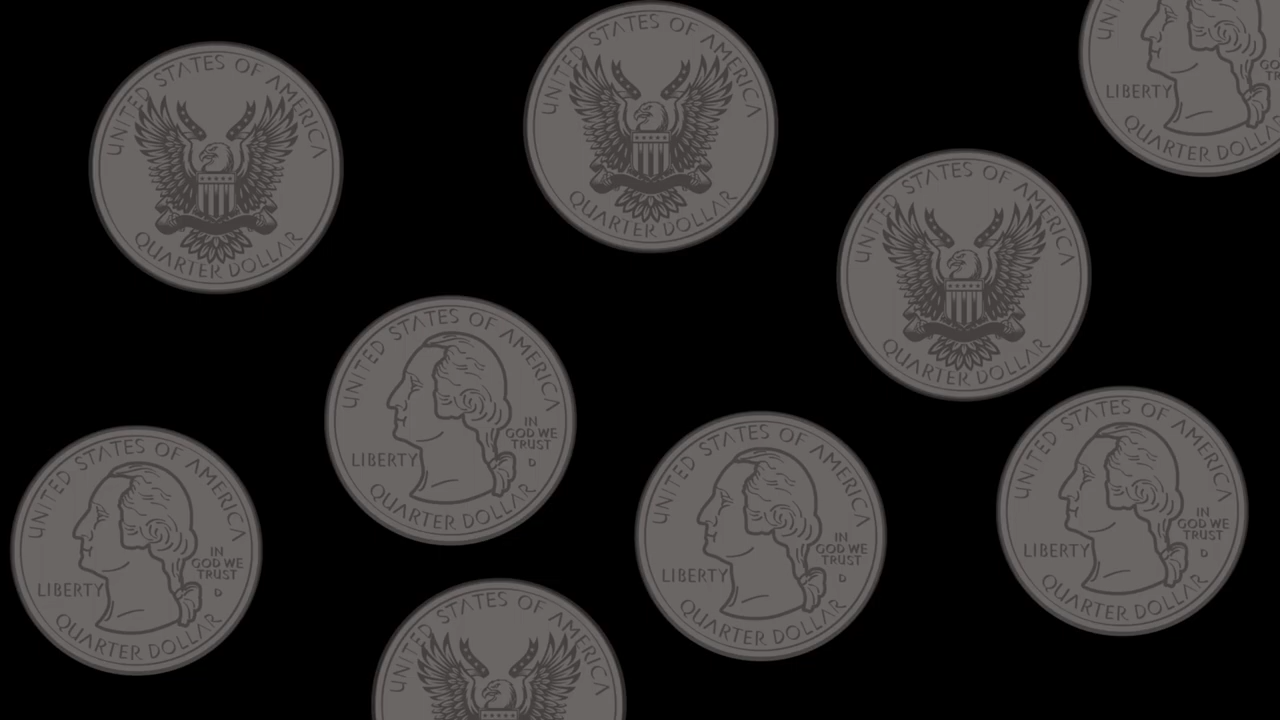 UNITED STATES OF AMERICA
QUARTER DOLLAR
UNITED STATES OF AMERICA
QUARTER DOLLAR
LIBERTY
GOD
QUARTER DOLLAR
UNITED STATES OF AMERICA
QUARTER DOLLAR
UNITED STATES OF AMERICA
LIBERTY
IN
GOD WE
TRUST
D
QUARTER DOLLAR
UNITED STATES OF AMERICA
LIBERTY
IN
GOD WE
TRUST
D
QUARTER DOLLAR
UNITED STATES OF AMERICA
LIBERTY
IN
GOD WE
TRUST
D
QUARTER DOLLAR
UNITED STATES OF AMERICA
LIBERTY
IN
GOD WE
TRUST
D
QUARTER DOLLAR
UNITED STATES OF AMERICA